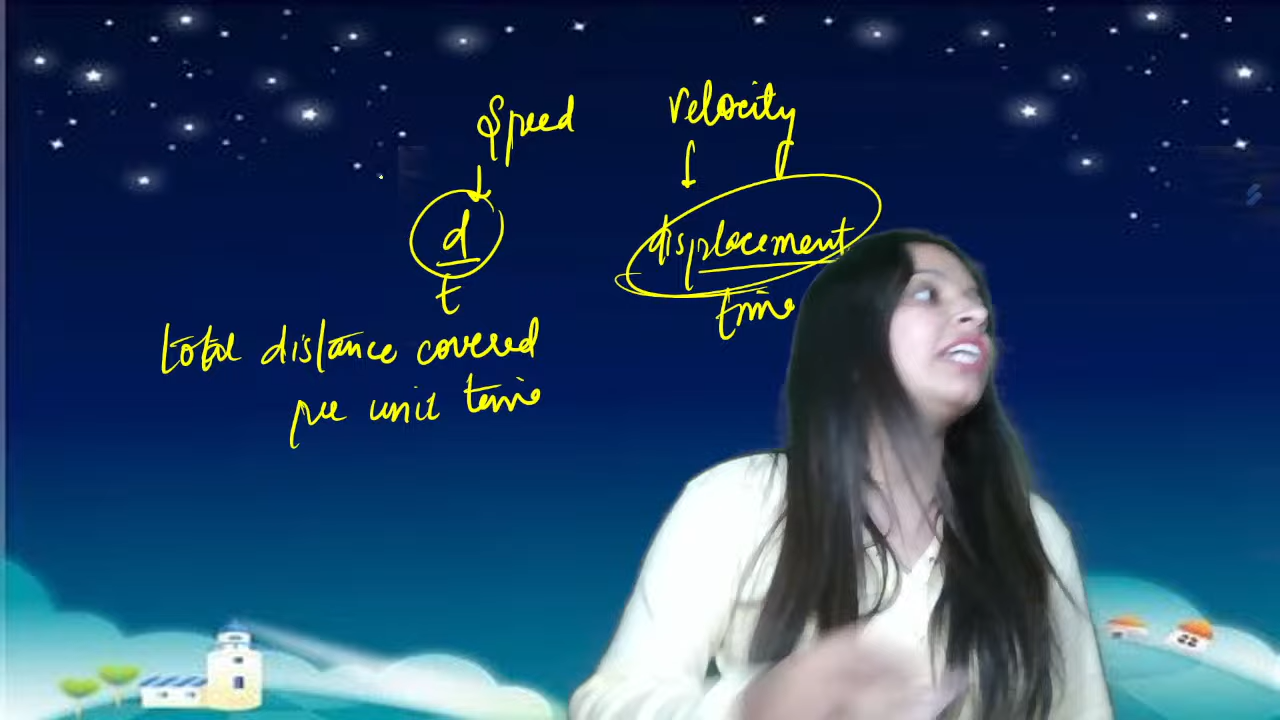 Speed
Velocity
d
t
displacement
time
total distance covered
per unit time